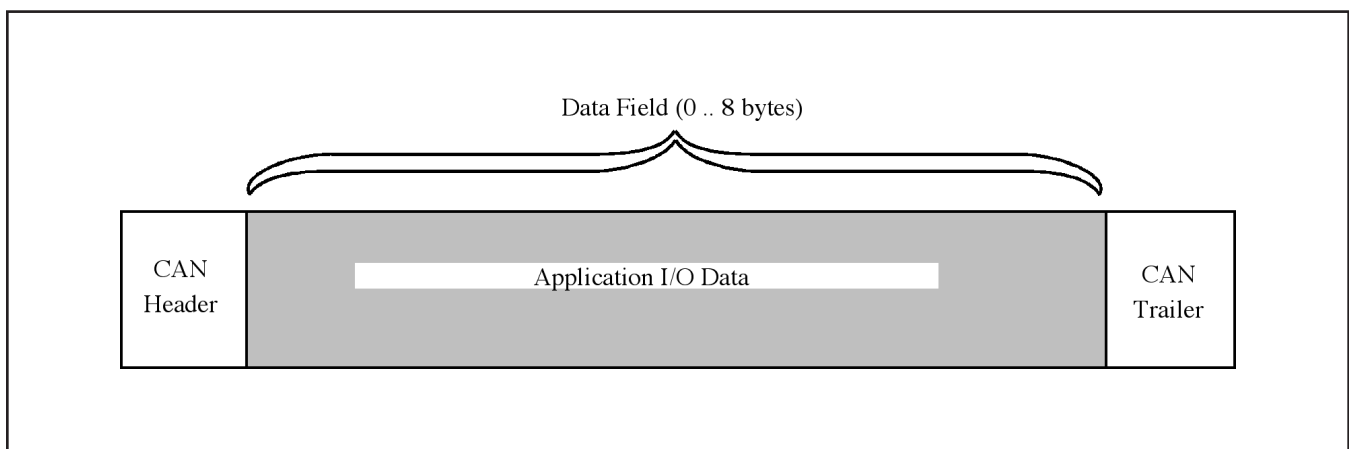 Data Field (0 .. 8 bytes)
CAN
Header
Application I/O Data
CAN
Trailer